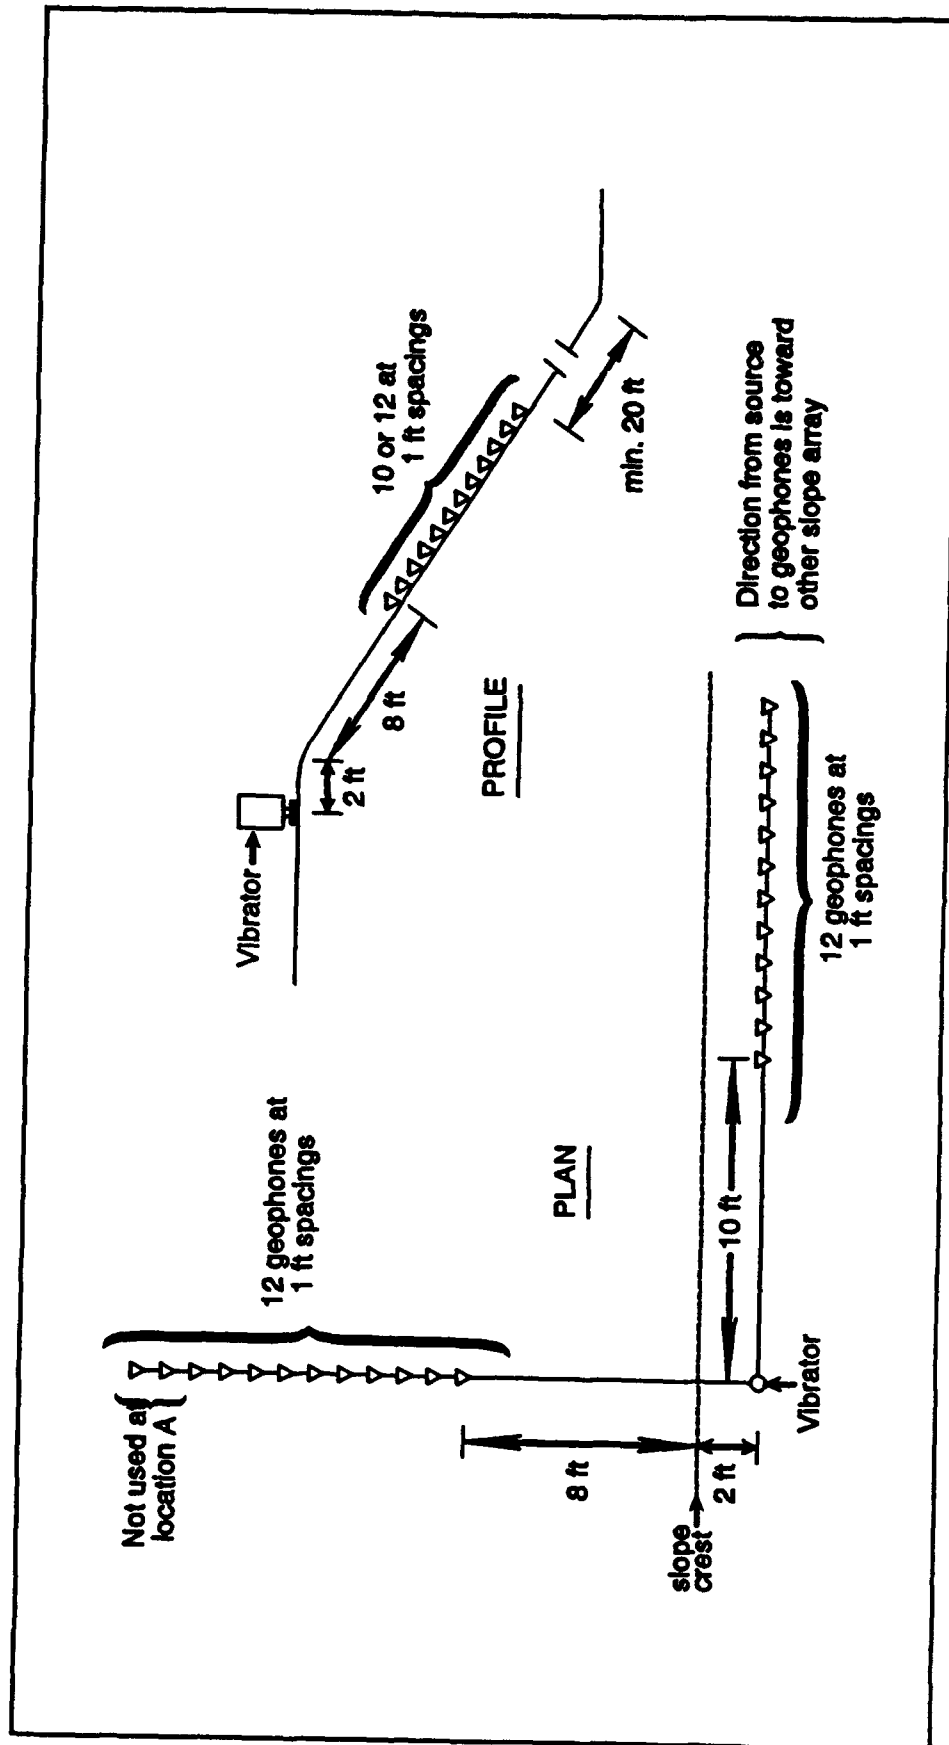 Not used at
location A
12 geophones at
1 ft spacings
8 ft
slope
crest
2 ft
Vibrator
10 ft
PLAN
12 geophones at
1 ft spacings
Direction from source
to geophones is toward
other slope array
Vibrator
2 ft
8 ft
PROFILE
10 or 12 at
1 ft spacings
min. 20 ft